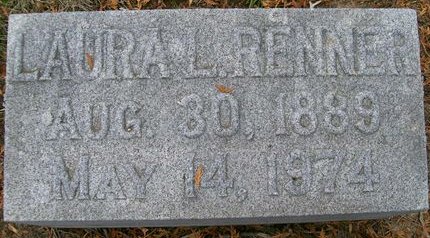 LAURA L. RENNER
AUG. 30, 1889
MAY 14, 1974